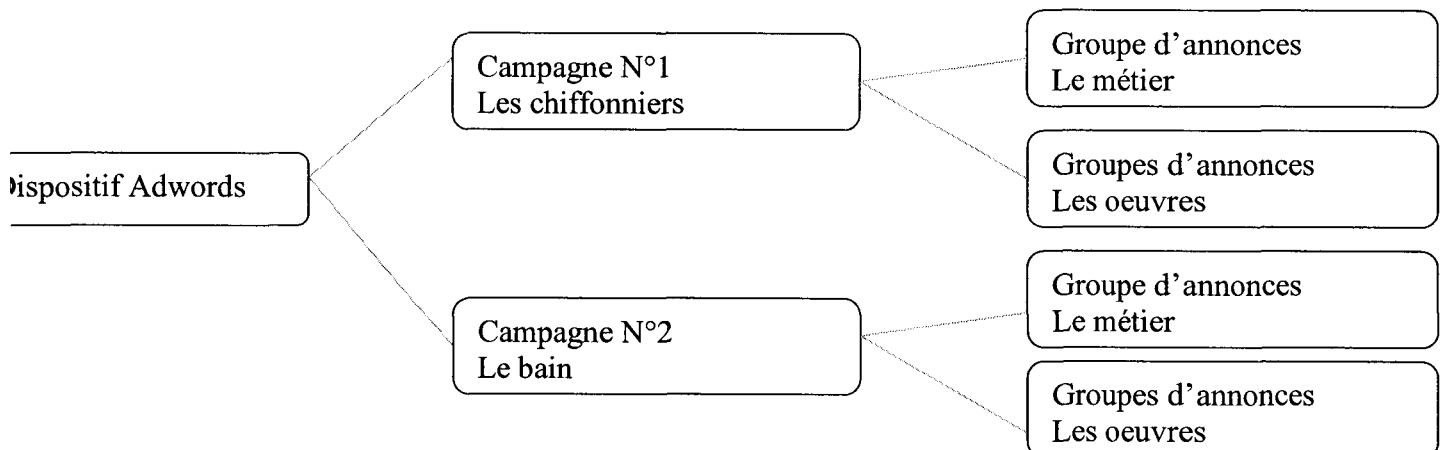 Dispositif Adwords
Campagne N°1
Les chiffonniers
Groupe d'annonces
Le métier
Groupes d'annonces
Les oeuvres
Campagne N°2
Le bain
Groupe d'annonces
Le métier
Groupes d'annonces
Les oeuvres